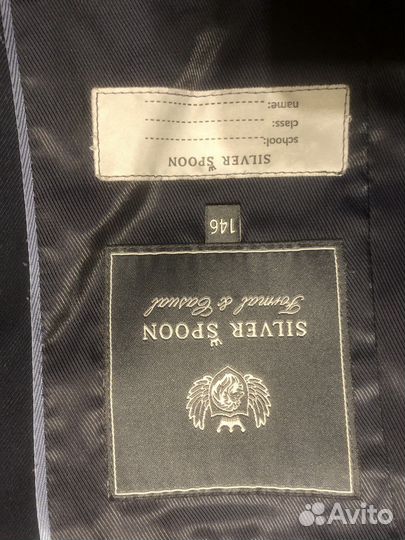 SILVER SPOON
Formal & Casual
146
SILVER SPOON
school:
class:
name:
Avito